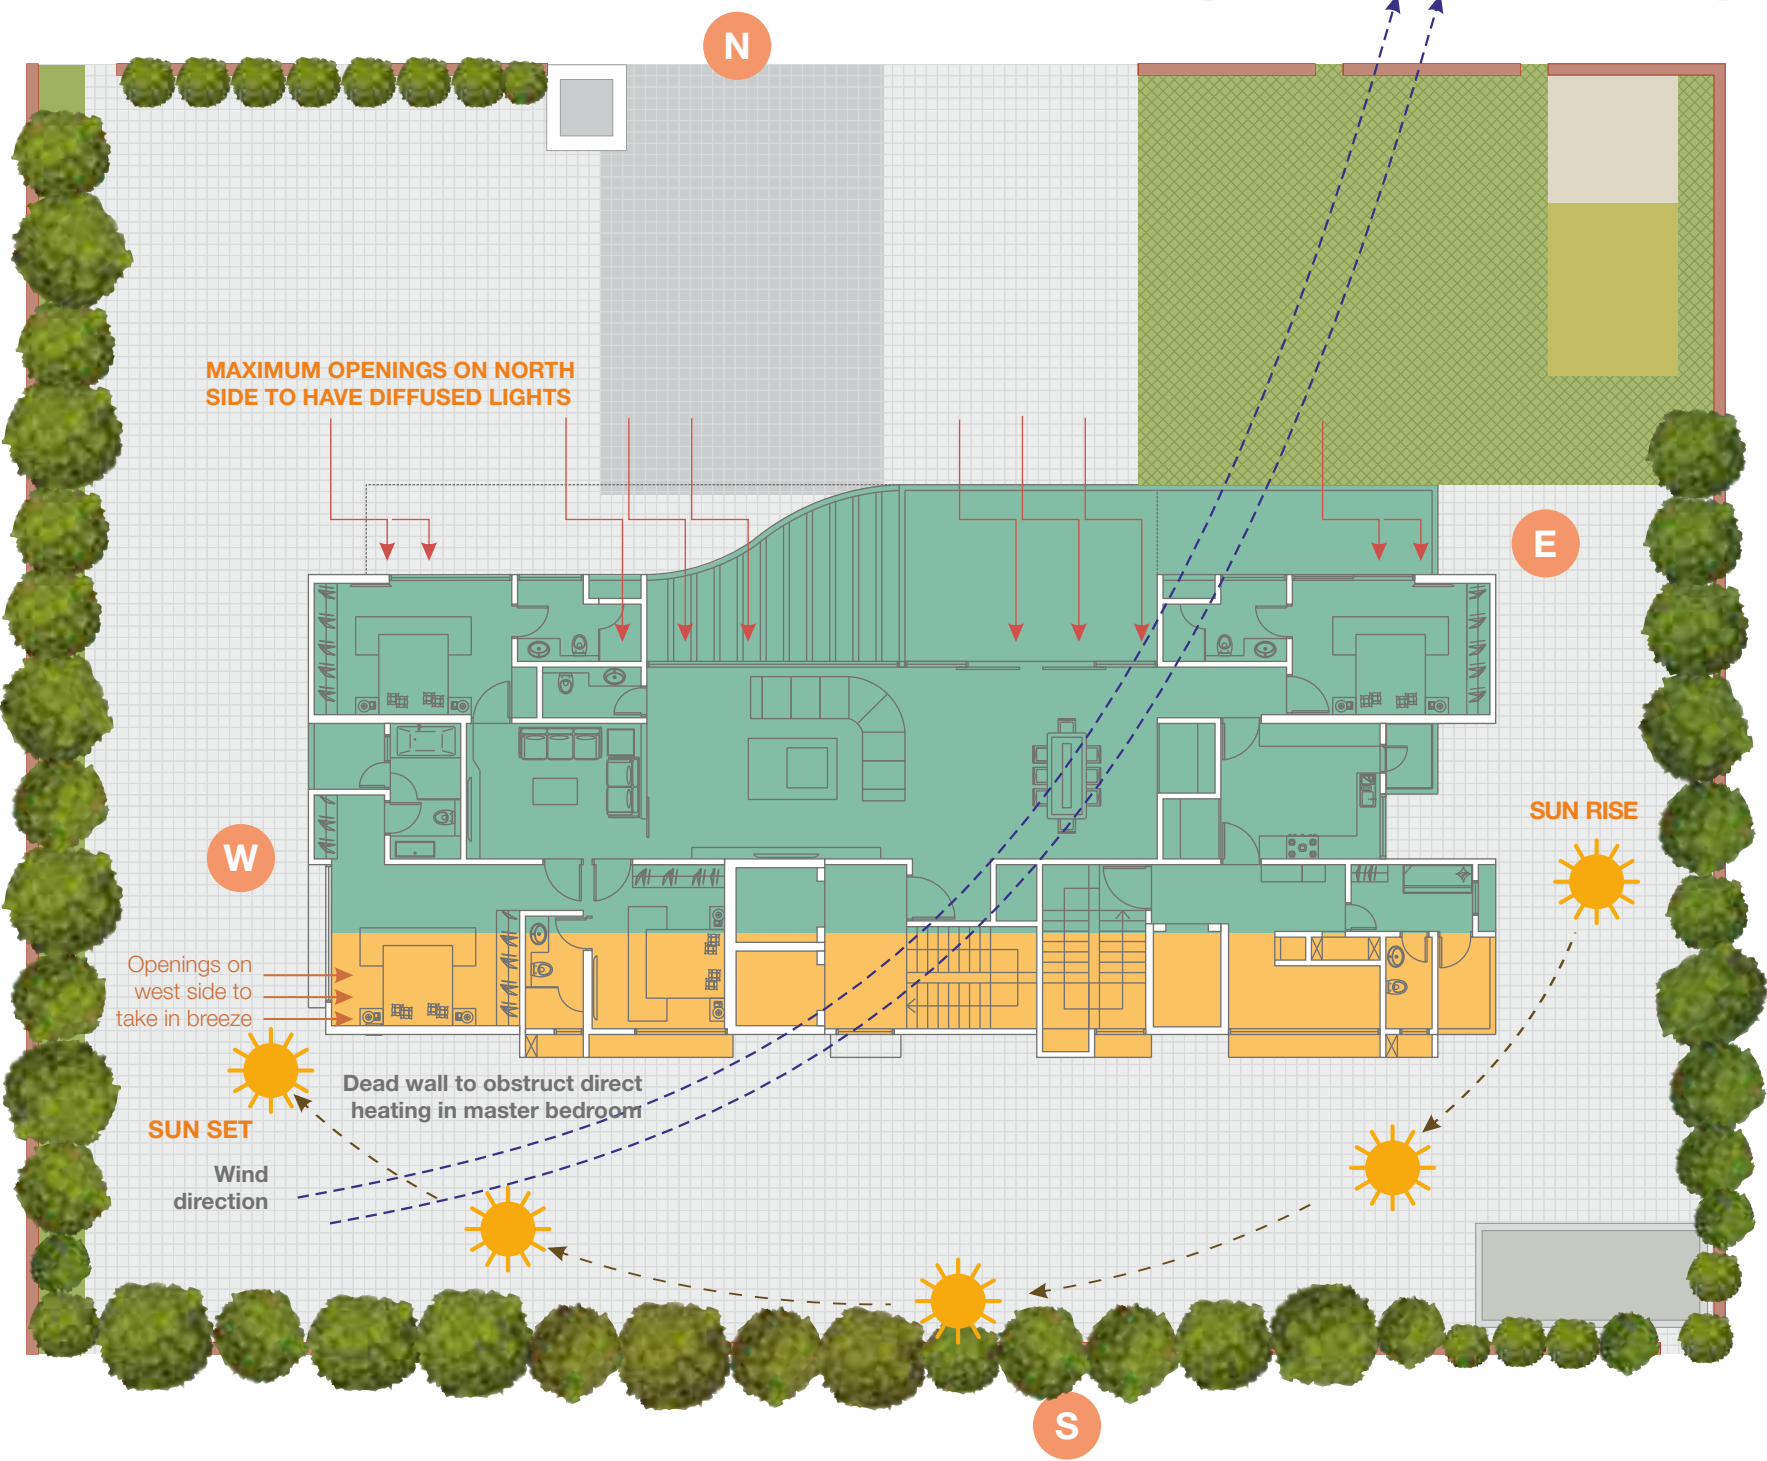 N
MAXIMUM OPENINGS ON NORTH
SIDE TO HAVE DIFFUSED LIGHTS
E
SUN RISE
W
Openings on
west side to
take in breeze
Dead wall to obstruct direct
heating in master bedroom
SUN SET
Wind
direction
S